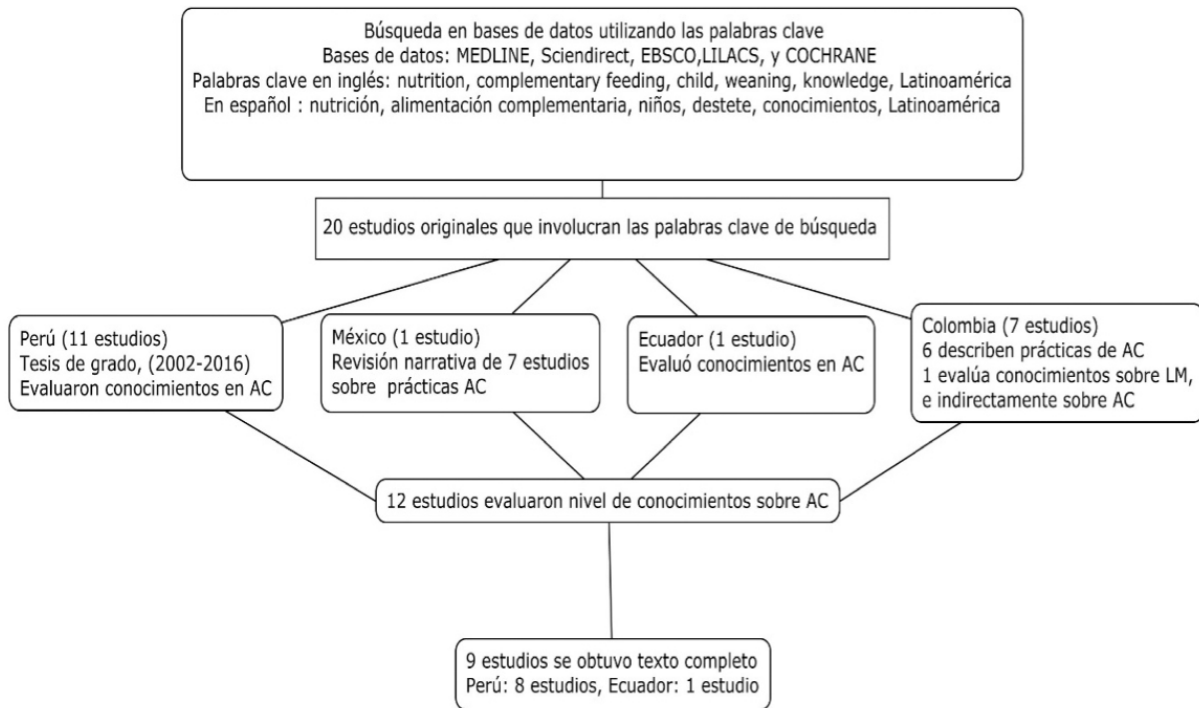 Búsqueda en bases de datos utilizando las palabras clave
Bases de datos: MEDLINE, Sciendirect, EBSCO,LILACS, y COCHRANE
Palabras clave en inglés: nutrition, complementary feeding, child, weaning, knowledge, Latinoamérica
En español : nutrición, alimentación complementaria, niños, destete, conocimientos, Latinoamérica
20 estudios originales que involucran las palabras clave de búsqueda
Perú (11 estudios)
Tesis de grado, (2002-2016)
Evaluaron conocimientos en AC
México (1 estudio)
Revisión narrativa de 7 estudios
sobre prácticas AC
Ecuador (1 estudio)
Evaluó conocimientos en AC
Colombia (7 estudios)
6 describen prácticas de AC
1 evalúa conocimientos sobre LM,
e indirectamente sobre AC
12 estudios evaluaron nivel de conocimientos sobre AC
9 estudios se obtuvo texto completo
Perú: 8 estudios, Ecuador: 1 estudio